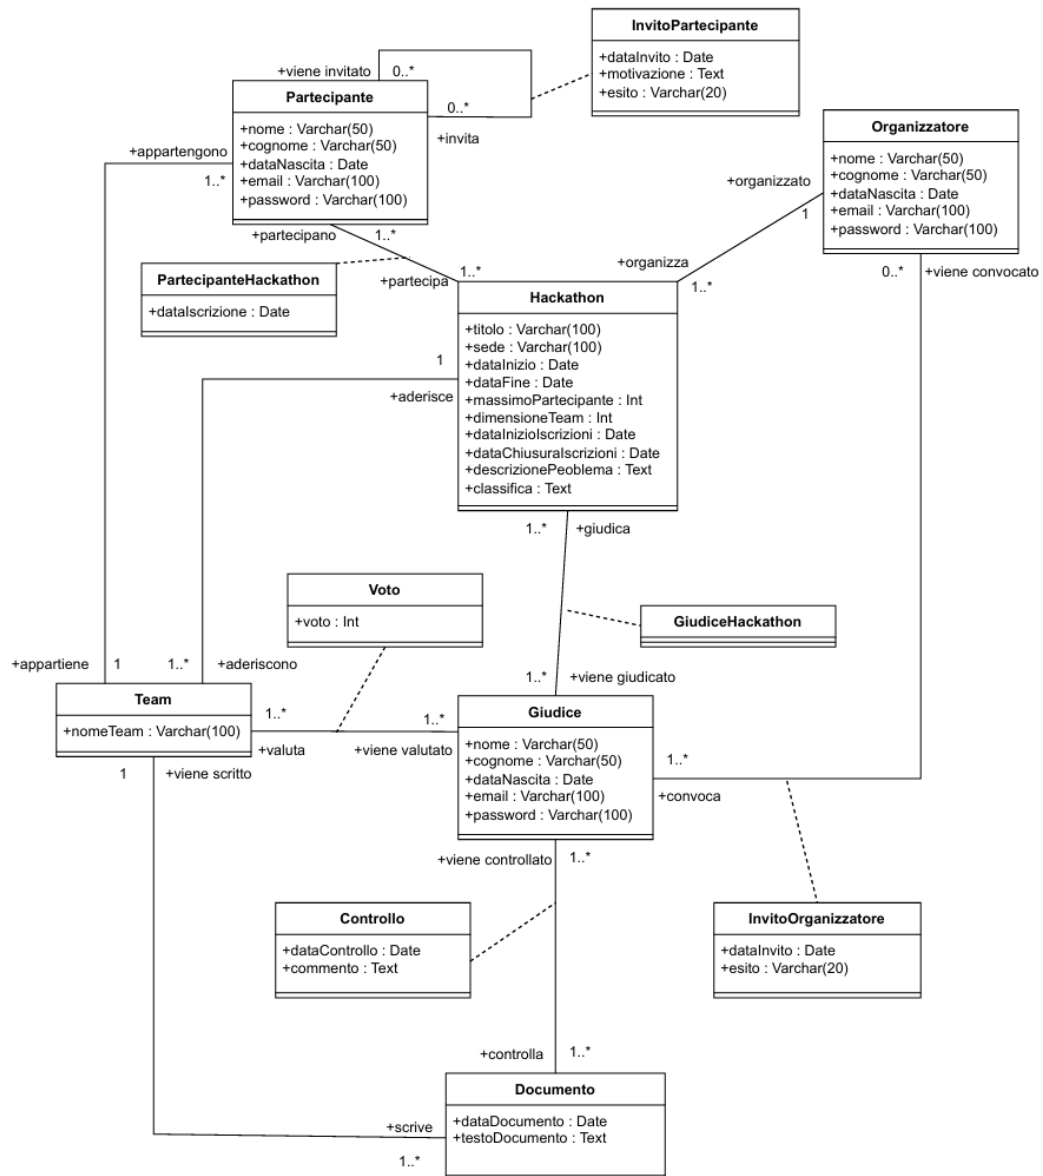 InvitoPartecipante
+dataInvito : Date
+motivazione : Text
+esito : Varchar(20)
+viene invitato
0..*
Partecipante
+nome : Varchar(50)
+cognome : Varchar(50)
+dataNascita : Date
+email : Varchar(100)
+password : Varchar(100)
0..*
+invita
Organizzatore
+nome : Varchar(50)
+cognome : Varchar(50)
+dataNascita : Date
+email : Varchar(100)
+password : Varchar(100)
+appartengono
1..*
+organizzato
1
+partecipano
1..*
0..*
+viene convocato
PartecipanteHackathon
+dataIscrizione : Date
+partecipa
1..*
+organizza
1..*
Hackathon
+titolo : Varchar(100)
+sede : Varchar(100)
+dataInizio : Date
+dataFine : Date
+massimoPartecipante : Int
+dimensioneTeam : Int
+dataInizioIscrizioni : Date
+dataChiusuraIscrizioni : Date
+descrizionePeoblema : Text
+classifica : Text
1
+aderisce
1..*
+giudica
Voto
+voto : Int
GiudiceHackathon
+appartiene
1
1..*
+aderiscono
1..*
+viene giudicato
Team
+nomeTeam : Varchar(100)
1..*
+valuta
1..*
+viene valutato
Giudice
+nome : Varchar(50)
+cognome : Varchar(50)
+dataNascita : Date
+email : Varchar(100)
+password : Varchar(100)
1..*
+convoca
1
+viene scritto
+viene controllato
1..*
Controllo
+dataControllo : Date
+commento : Text
InvitoOrganizzatore
+dataInvito : Date
+esito : Varchar(20)
+controlla
1..*
Documento
+dataDocumento : Date
+testoDocumento : Text
+scrive
1..*